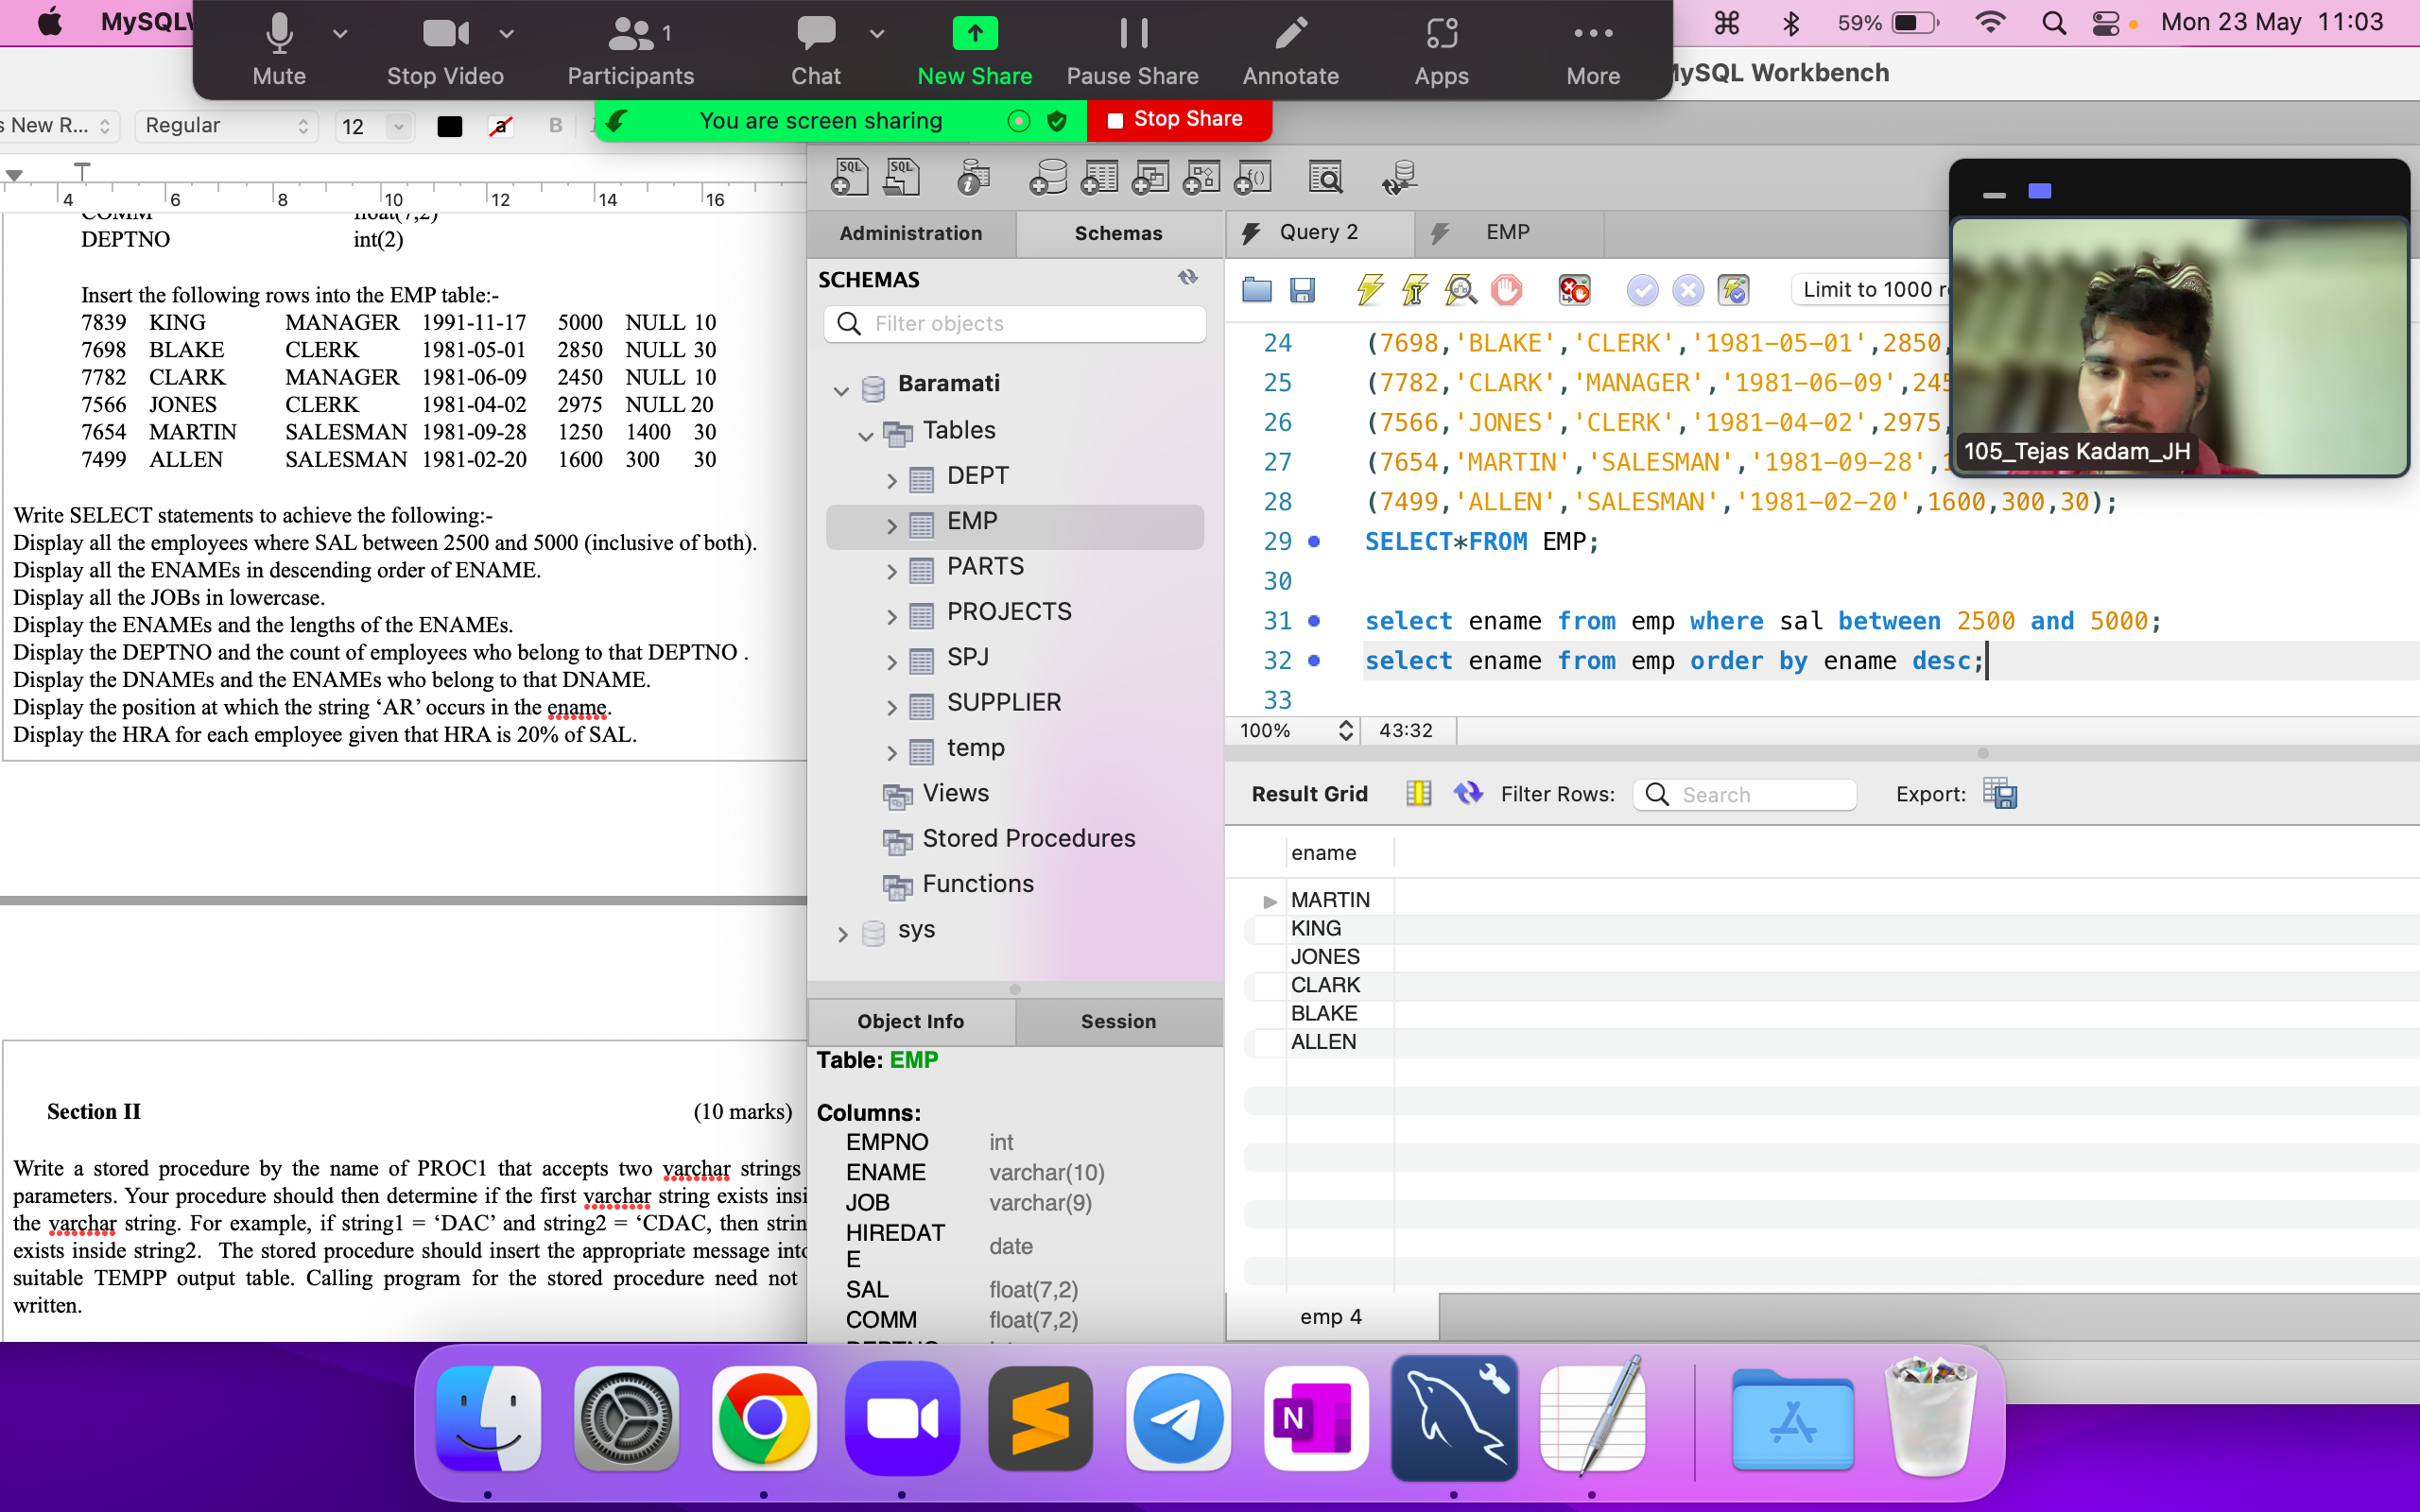 MySQLW
Mute
Stop Video
Participants
1
Chat
New Share
Pause Share
Annotate
Apps
More
59%
Mon 23 May 11:03
MySQL Workbench
You are screen sharing
Stop Share
s New R...
Regular
12
a
B
4 6 8 10 12 14 16
COMM float(7,2)
DEPTNO int(2)
Insert the following rows into the EMP table:-
7839 KING MANAGER 1991-11-17 5000 NULL 10
7698 BLAKE CLERK 1981-05-01 2850 NULL 30
7782 CLARK MANAGER 1981-06-09 2450 NULL 10
7566 JONES CLERK 1981-04-02 2975 NULL 20
7654 MARTIN SALESMAN 1981-09-28 1250 1400 30
7499 ALLEN SALESMAN 1981-02-20 1600 300 30
Write SELECT statements to achieve the following:-
Display all the employees where SAL between 2500 and 5000 (inclusive of both).
Display all the ENAMEs in descending order of ENAME.
Display all the JOBs in lowercase.
Display the ENAMEs and the lengths of the ENAMEs.
Display the DEPTNO and the count of employees who belong to that DEPTNO .
Display the DNAMEs and the ENAMEs who belong to that DNAME.
Display the position at which the string ‘AR’ occurs in the ename.
Display the HRA for each employee given that HRA is 20% of SAL.
Section II (10 marks)
Write a stored procedure by the name of PROC1 that accepts two varchar strings
parameters. Your procedure should then determine if the first varchar string exists insi
the varchar string. For example, if string1 = ‘DAC’ and string2 = ‘CDAC, then strin
exists inside string2. The stored procedure should insert the appropriate message into
suitable TEMPP output table. Calling program for the stored procedure need not
written.
SQL
SQL
Administration
Schemas
SCHEMAS
Filter objects
Baramati
Tables
DEPT
EMP
PARTS
PROJECTS
SPJ
SUPPLIER
temp
Views
Stored Procedures
Functions
sys
Object Info
Session
Table: EMP
Columns:
EMPNO int
ENAME varchar(10)
JOB varchar(9)
HIREDAT
E date
SAL float(7,2)
COMM float(7,2)
Query 2
EMP
Limit to 1000 r
24 (7698,'BLAKE','CLERK','1981-05-01',2850,
25 (7782,'CLARK','MANAGER','1981-06-09',245
26 (7566,'JONES','CLERK','1981-04-02',2975,
27 (7654,'MARTIN','SALESMAN','1981-09-28',1
28 (7499,'ALLEN','SALESMAN','1981-02-20',1600,300,30);
29 SELECT*FROM EMP;
30
31 select ename from emp where sal between 2500 and 5000;
32 select ename from emp order by ename desc;
33
105_Tejas Kadam_JH
100%
43:32
Result Grid
Filter Rows:
Search
Export:
ename
MARTIN
KING
JONES
CLARK
BLAKE
ALLEN
emp 4
N